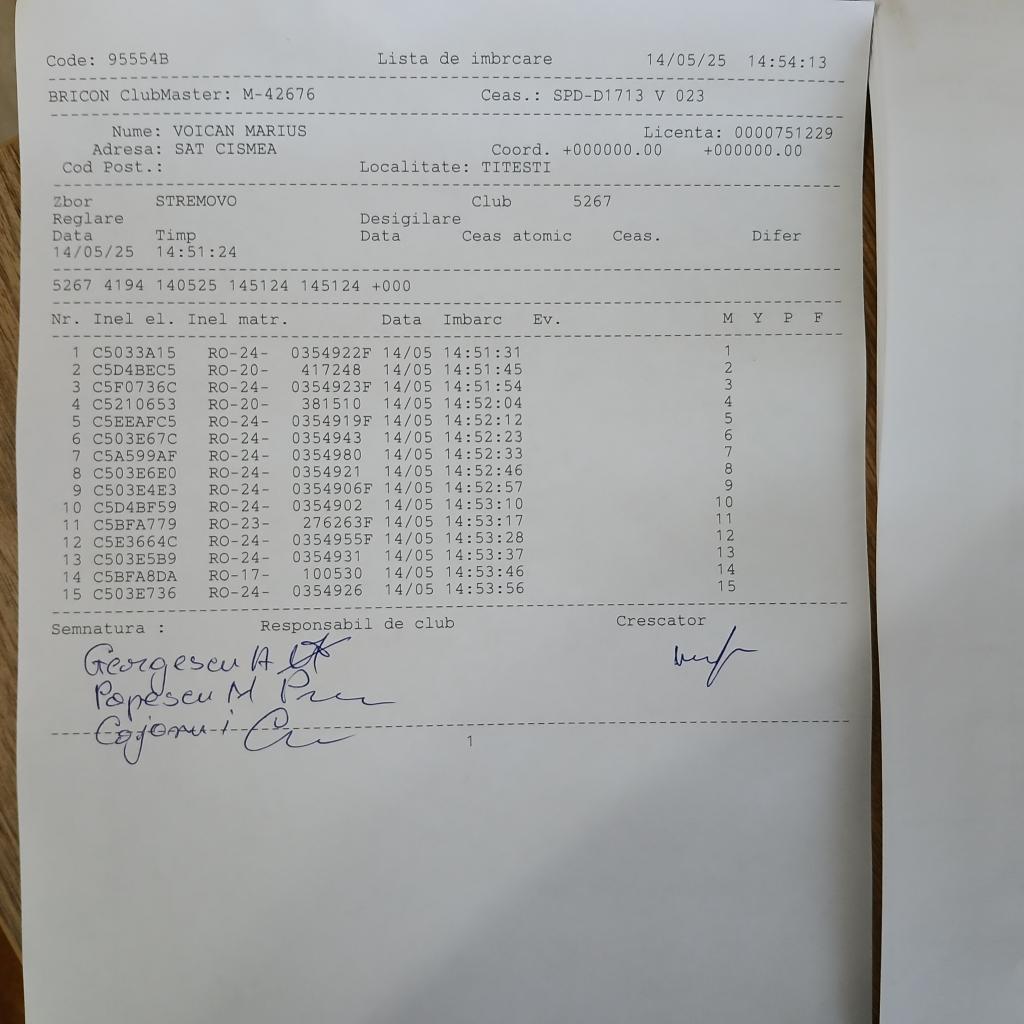 Code: 95554B Lista de imbrcare 14/05/25 14:54:13
BRICON ClubMaster: M-42676 Ceas.: SPD-D1713 V 023
Nume: VOICAN MARIUS Licenta: 0000751229
Adresa: SAT CISMEA Coord. +000000.00 +000000.00
Cod Post.: Localitate: TITESTI
Zbor STREMOVO Club 5267
Reglare Desigilare
Data Timp Data Ceas atomic Ceas. Difer
14/05/25 14:51:24
5267 4194 140525 145124 145124 +000
Nr. Inel el. Inel matr. Data Imbarc Ev. M Y P F
1 C5033A15 RO-24- 0354922F 14/05 14:51:31 1
2 C5D4BEC5 RO-20- 417248 14/05 14:51:45 2
3 C5F0736C RO-24- 0354923F 14/05 14:51:54 3
4 C5210653 RO-20- 381510 14/05 14:52:04 4
5 C5EEAFC5 RO-24- 0354919F 14/05 14:52:12 5
6 C503E67C RO-24- 0354943 14/05 14:52:23 6
7 C5A599AF RO-24- 0354980 14/05 14:52:33 7
8 C503E6E0 RO-24- 0354921 14/05 14:52:46 8
9 C503E4E3 RO-24- 0354906F 14/05 14:52:57 9
10 C5D4BF59 RO-24- 0354902 14/05 14:53:10 10
11 C5BFA779 RO-23- 276263F 14/05 14:53:17 11
12 C5E3664C RO-24- 0354955F 14/05 14:53:28 12
13 C503E5B9 RO-24- 0354931 14/05 14:53:37 13
14 C5BFA8DA RO-17- 100530 14/05 14:53:46 14
15 C503E736 RO-24- 0354926 14/05 14:53:56 15
Semnatura : Responsabil de club Crescator
Georgescu A
Popescu M
1